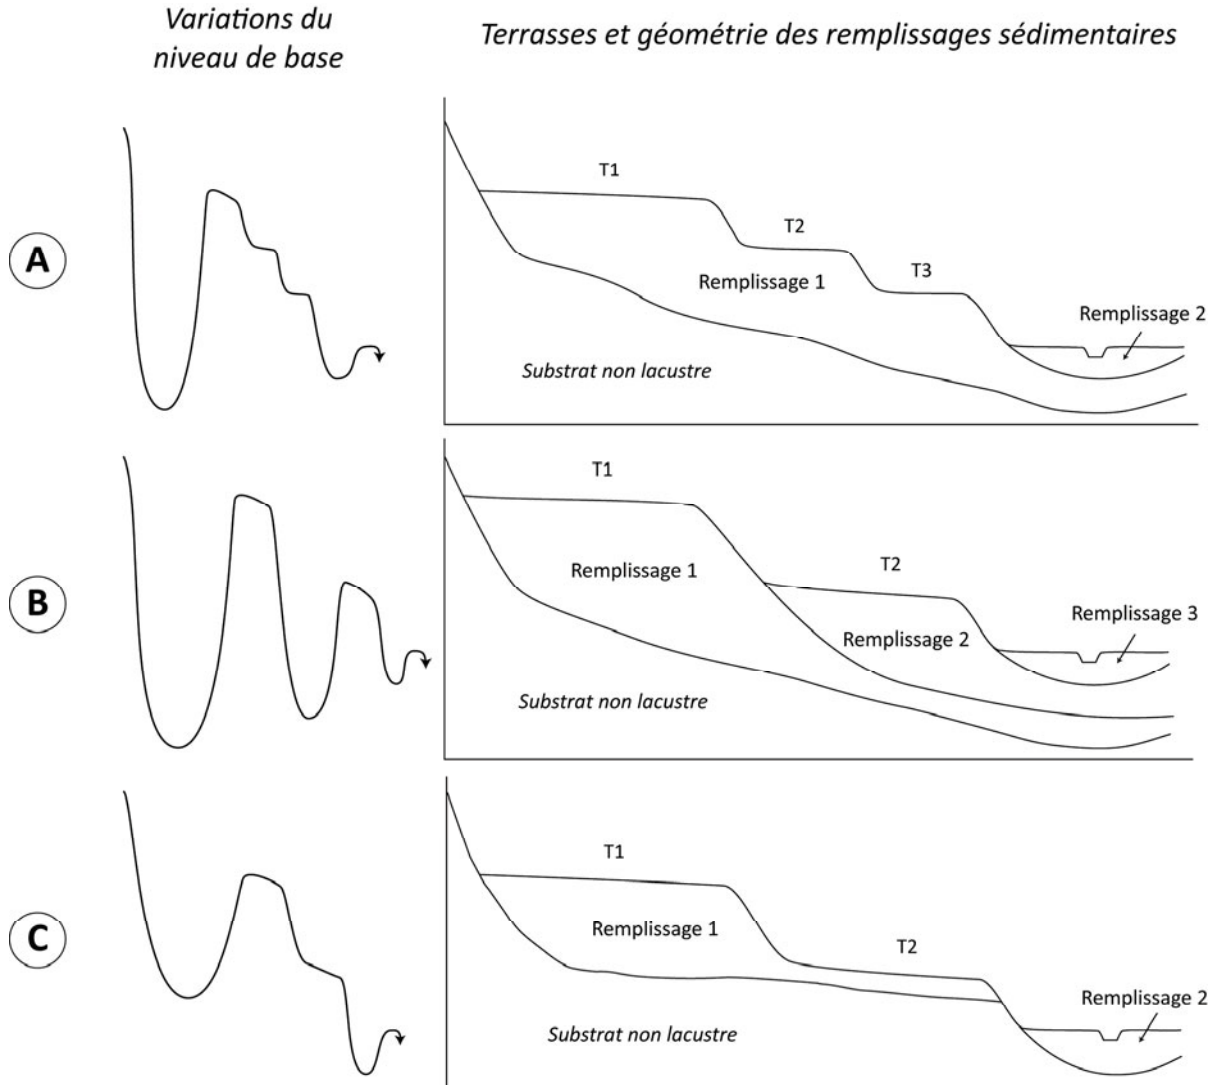 Variations du
niveau de base
Terrasses et géométrie des remplissages sédimentaires
A
T1
T2
T3
Remplissage 1
Remplissage 2
Substrat non lacustre
B
T1
T2
Remplissage 1
Remplissage 3
Remplissage 2
Substrat non lacustre
C
T1
Remplissage 1
T2
Remplissage 2
Substrat non lacustre